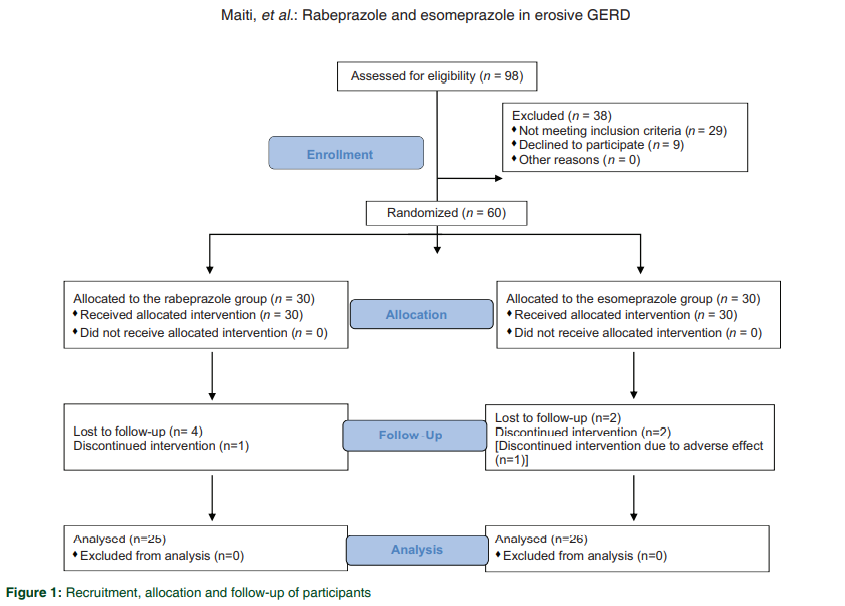 Maiti, et al.: Rabeprazole and esomeprazole in erosive GERD
Assessed for eligibility (n = 98)
Excluded (n = 38)
♦Not meeting inclusion criteria (n = 29)
♦Declined to participate (n = 9)
♦Other reasons (n = 0)
Enrollment
Randomized (n = 60)
Allocated to the rabeprazole group (n = 30)
♦Received allocated intervention (n = 30)
♦Did not receive allocated intervention (n = 0)
Allocation
Allocated to the esomeprazole group (n = 30)
♦Received allocated intervention (n = 30)
♦Did not receive allocated intervention (n = 0)
Lost to follow-up (n= 4)
Discontinued intervention (n=1)
Follow-Up
Lost to follow-up (n=2)
Discontinued intervention (n=2)
[Discontinued intervention due to adverse effect
(n=1)]
Analysed (n=25)
♦Excluded from analysis (n=0)
Analysis
Analysed (n=26)
♦Excluded from analysis (n=0)
Figure 1: Recruitment, allocation and follow-up of participants